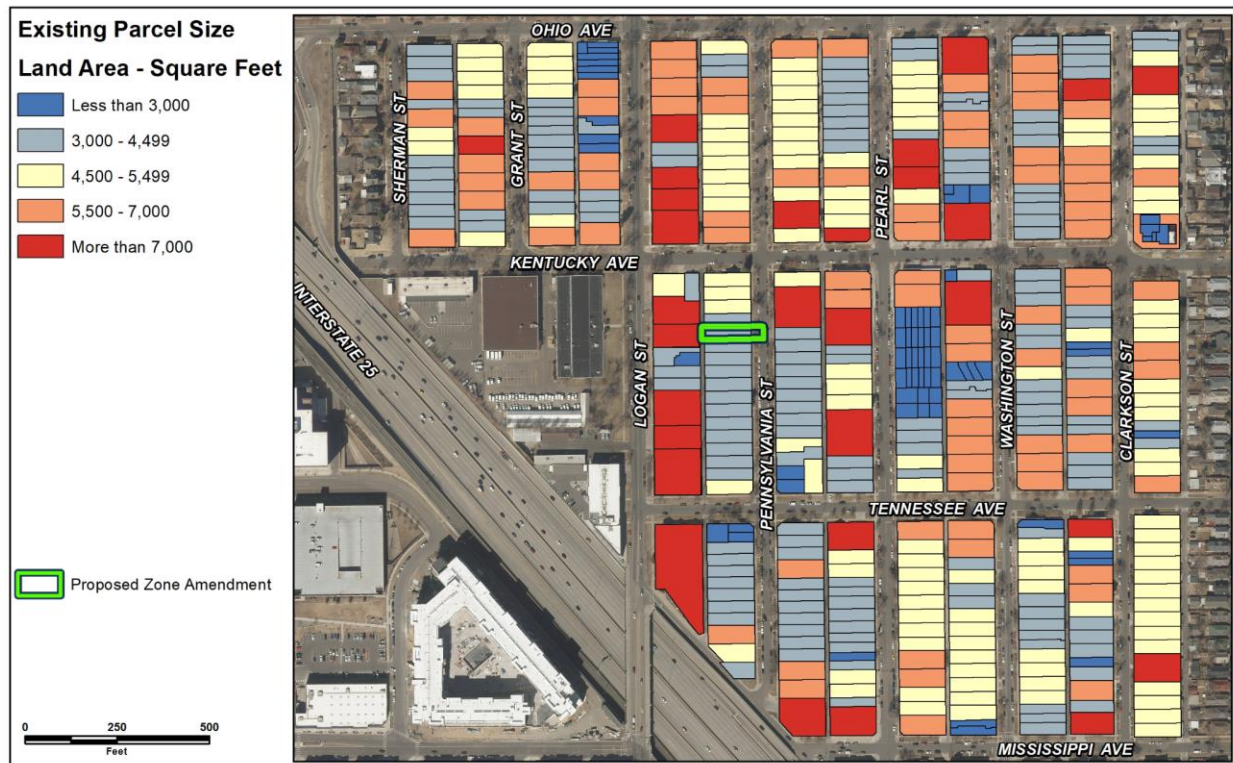 Existing Parcel Size
Land Area - Square Feet
Less than 3,000
3,000 - 4,499
4,500 - 5,499
5,500 - 7,000
More than 7,000
Proposed Zone Amendment
0 250 500
Feet
OHIO AVE
SHERMAN ST
GRANT ST
PEARL ST
KENTUCKY AVE
INTERSTATE 25
LOGAN ST
PENNSYLVANIA ST
WASHINGTON ST
CLARKSON ST
TENNESSEE AVE
MISSISSIPPI AVE